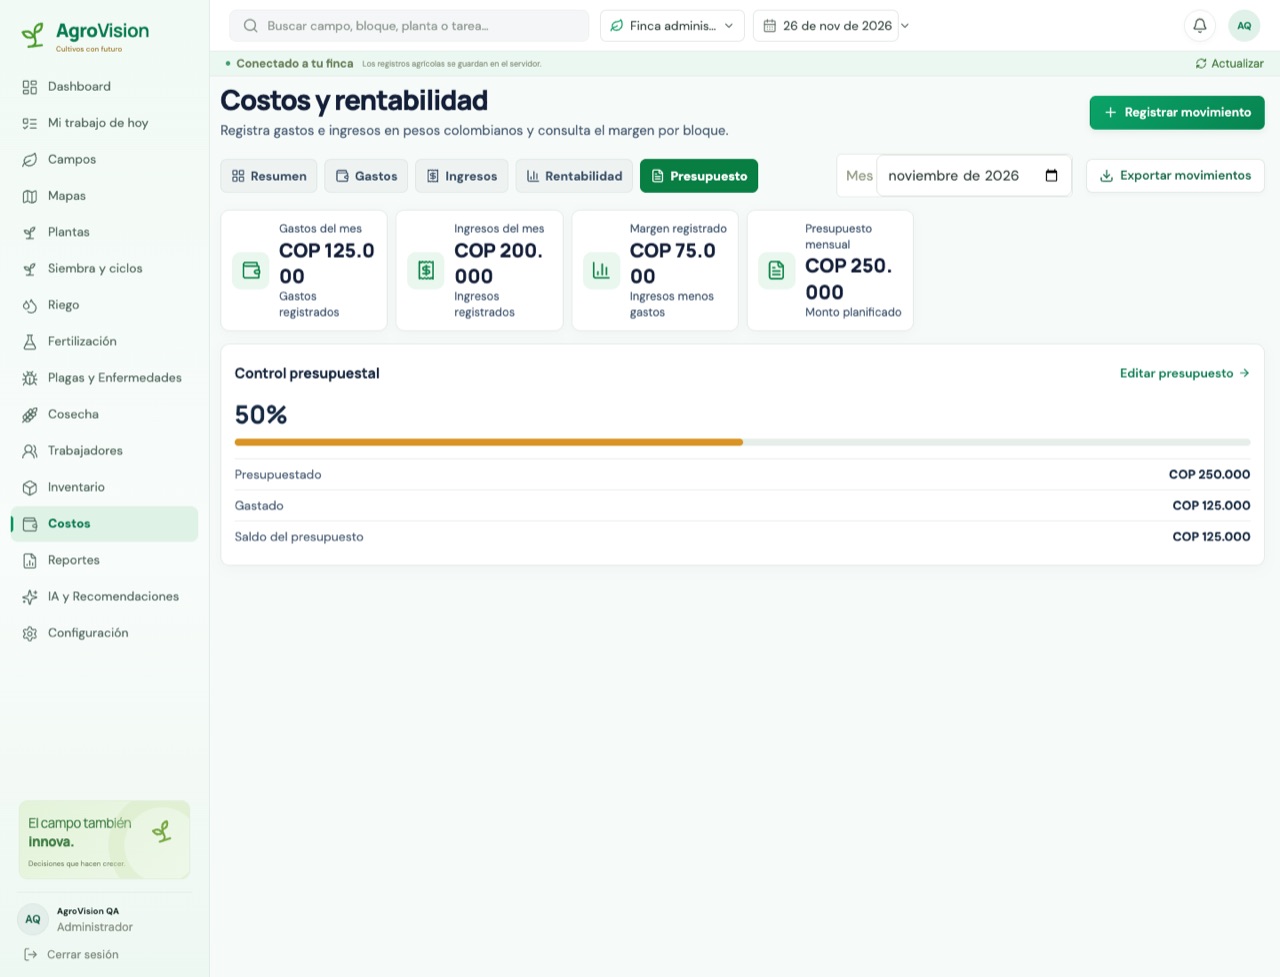 AgroVision
Cultivos con futuro
Buscar campo, bloque, planta o tarea...
Finca adminis...
26 de nov de 2026
AQ
Conectado a tu finca
Los registros agrícolas se guardan en el servidor.
Actualizar
Dashboard
Mi trabajo de hoy
Campos
Mapas
Plantas
Siembra y ciclos
Riego
Fertilización
Plagas y Enfermedades
Cosecha
Trabajadores
Inventario
Costos
Reportes
IA y Recomendaciones
Configuración
El campo también
innova.
Decisiones que hacen crecer.
AQ
AgroVision QA
Administrador
Cerrar sesión
Costos y rentabilidad
Registra gastos e ingresos en pesos colombianos y consulta el margen por bloque.
Registrar movimiento
Resumen
Gastos
Ingresos
Rentabilidad
Presupuesto
Mes
noviembre de 2026
Exportar movimientos
Gastos del mes
COP 125.0
00
Gastos
registrados
Ingresos del mes
COP 200.
000
Ingresos
registrados
Margen registrado
COP 75.0
00
Ingresos menos
gastos
Presupuesto
mensual
COP 250.
000
Monto planificado
Control presupuestal
Editar presupuesto
50%
Presupuestado
COP 250.000
Gastado
COP 125.000
Saldo del presupuesto
COP 125.000